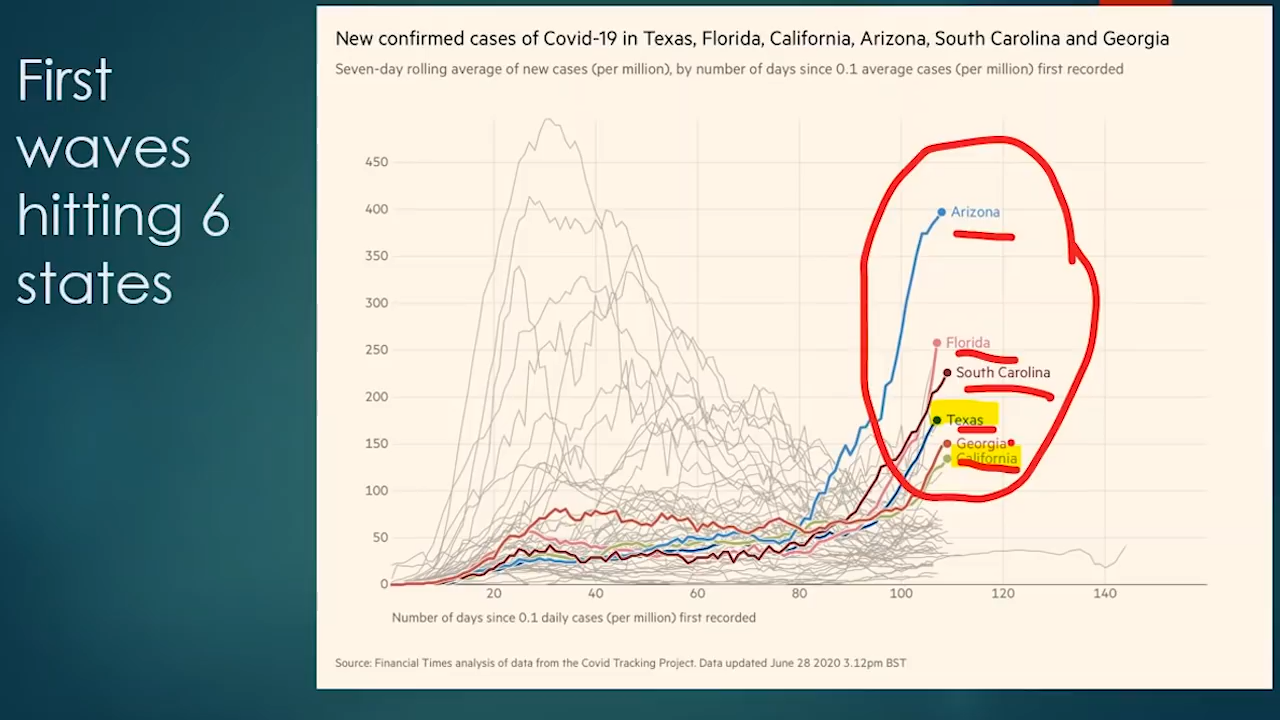 First
waves
hitting 6
states
New confirmed cases of Covid-19 in Texas, Florida, California, Arizona, South Carolina and Georgia
Seven-day rolling average of new cases (per million), by number of days since 0.1 average cases (per million) first recorded
450
400
350
300
250
200
150
100
50
0
Arizona
Florida
South Carolina
Texas
Georgia
California
20 40 60 80 100 120 140
Number of days since 0.1 daily cases (per million) first recorded
Source: Financial Times analysis of data from the Covid Tracking Project. Data updated June 28 2020 3.12pm BST